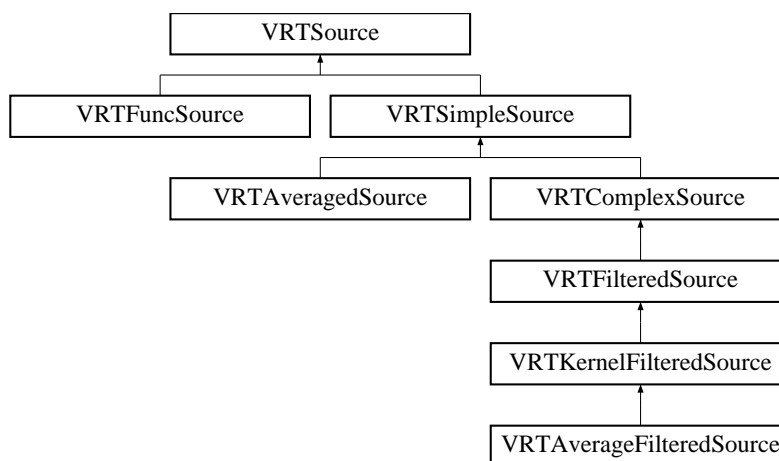 VRTSource
VRTFuncSource
VRTSimpleSource
VRTAveragedSource
VRTComplexSource
VRTFilteredSource
VRTKernelFilteredSource
VRTAverageFilteredSource